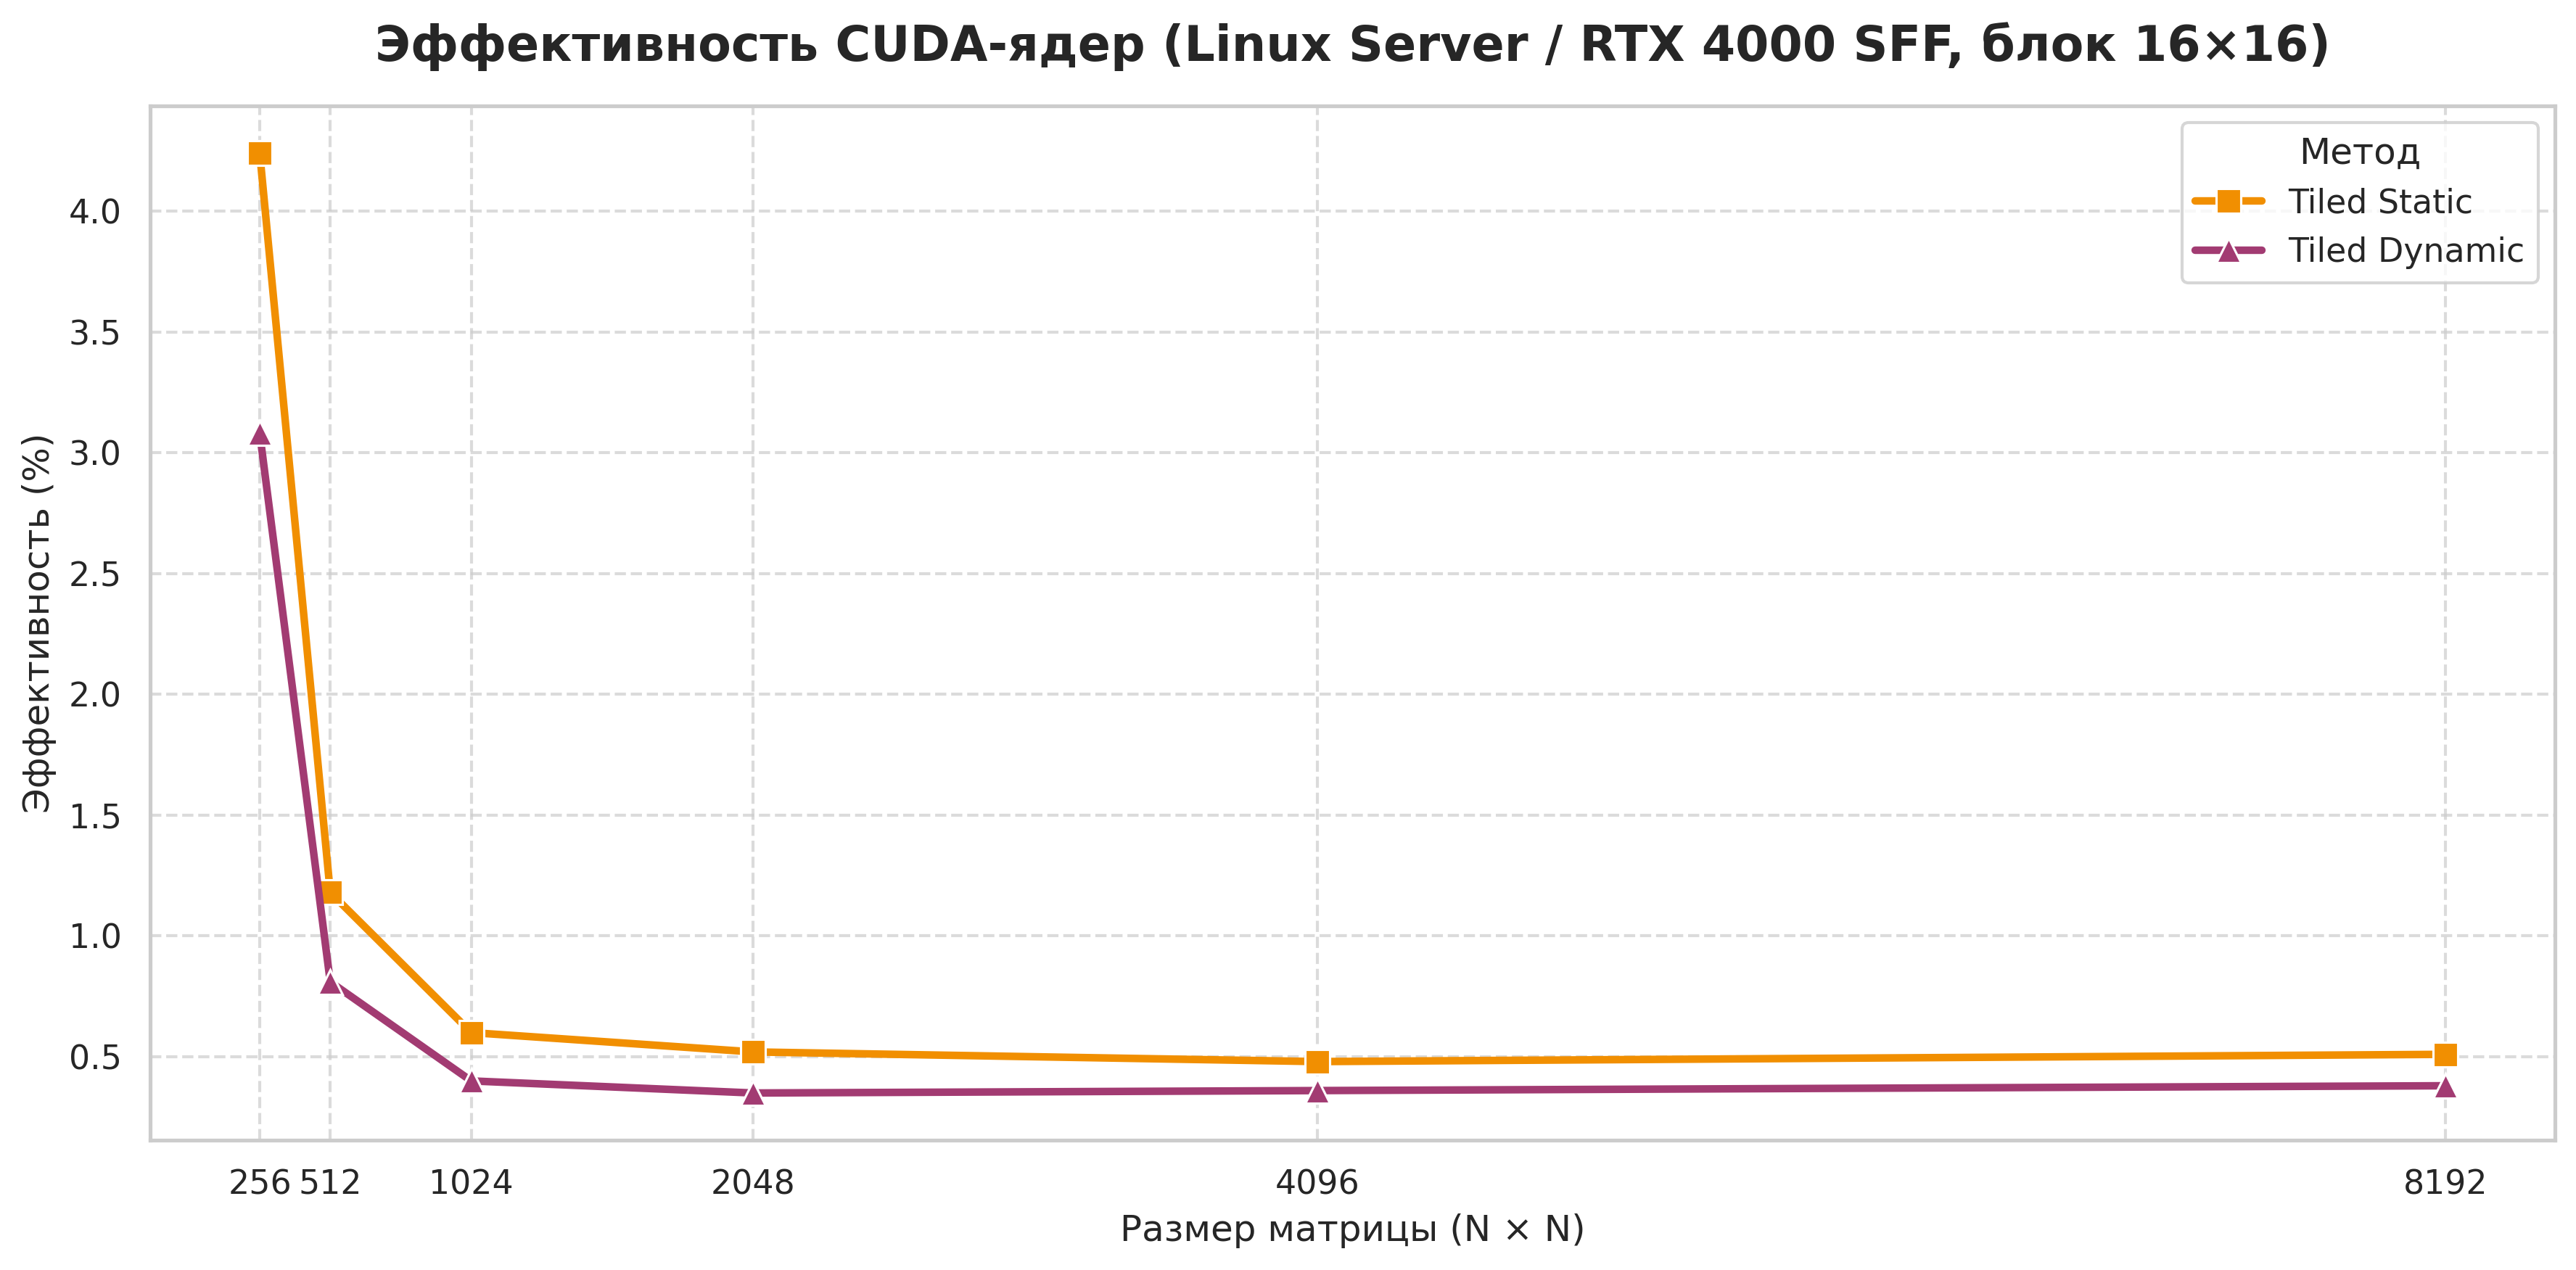 Эффективность CUDA-ядер (Linux Server / RTX 4000 SFF, блок 16×16)
Метод
Tiled Static
Tiled Dynamic
Эффективность (%)
4.0
3.5
3.0
2.5
2.0
1.5
1.0
0.5
256 512 1024 2048 4096 8192
Размер матрицы (N × N)